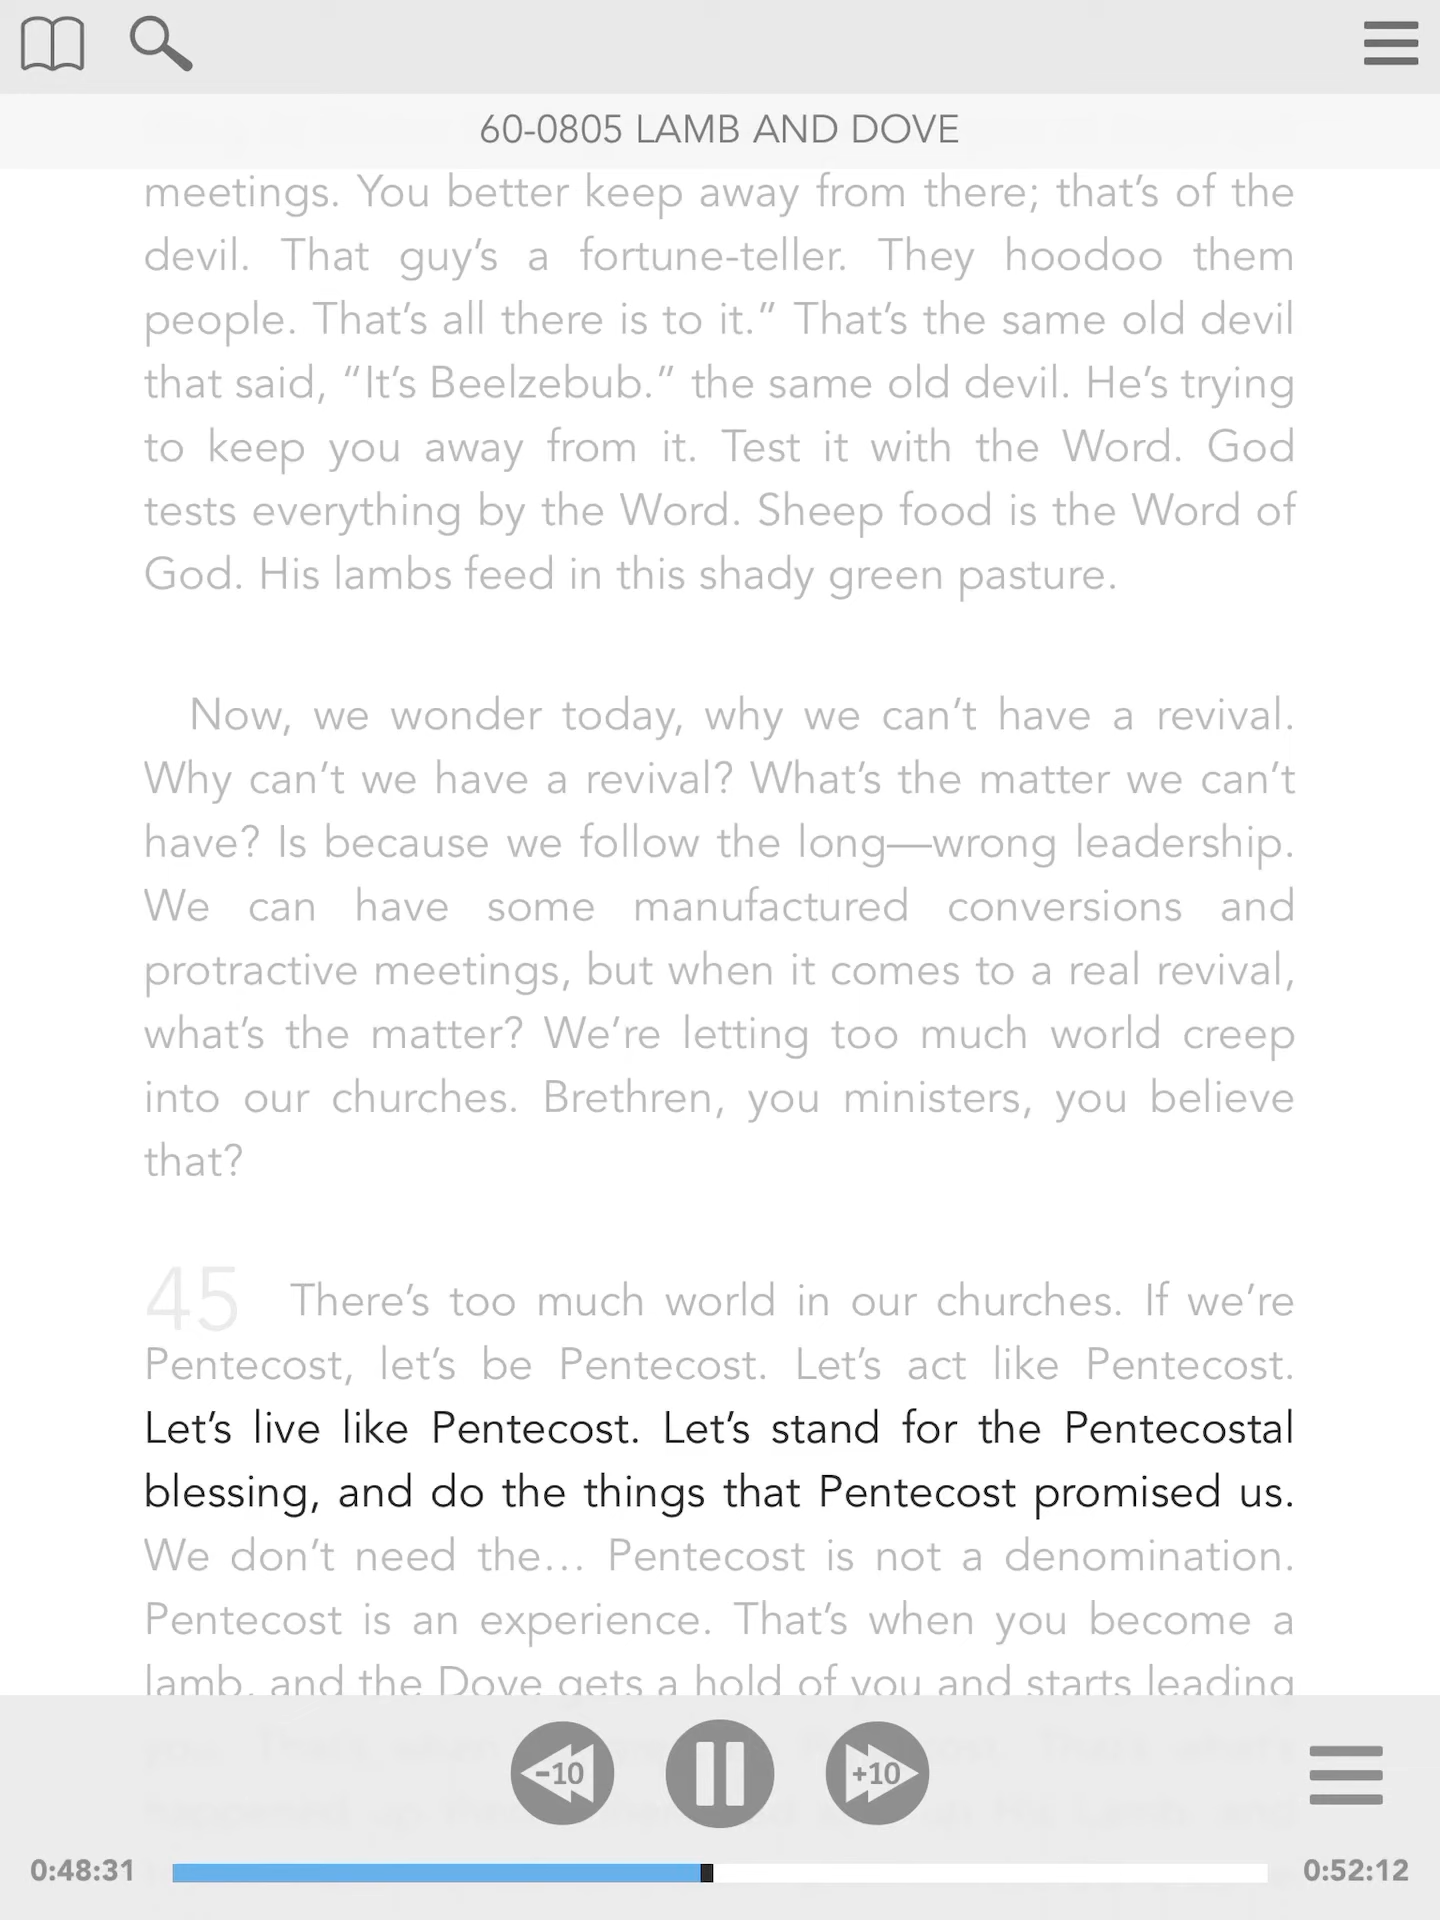 60-0805 LAMB AND DOVE
meetings. You better keep away from there; that’s of the
devil. That guy’s a fortune-teller. They hoodoo them
people. That’s all there is to it.” That’s the same old devil
that said, “It’s Beelzebub.” the same old devil. He’s trying
to keep you away from it. Test it with the Word. God
tests everything by the Word. Sheep food is the Word of
God. His lambs feed in this shady green pasture.
Now, we wonder today, why we can’t have a revival.
Why can’t we have a revival? What’s the matter we can’t
have? Is because we follow the long—wrong leadership.
We can have some manufactured conversions and
protractive meetings, but when it comes to a real revival,
what’s the matter? We’re letting too much world creep
into our churches. Brethren, you ministers, you believe
that?
45 There’s too much world in our churches. If we’re
Pentecost, let’s be Pentecost. Let’s act like Pentecost.
Let’s live like Pentecost. Let’s stand for the Pentecostal
blessing, and do the things that Pentecost promised us.
We don’t need the… Pentecost is not a denomination.
Pentecost is an experience. That’s when you become a
lamb, and the Dove gets a hold of you and starts leading
-10 +10
0:48:31 0:52:12